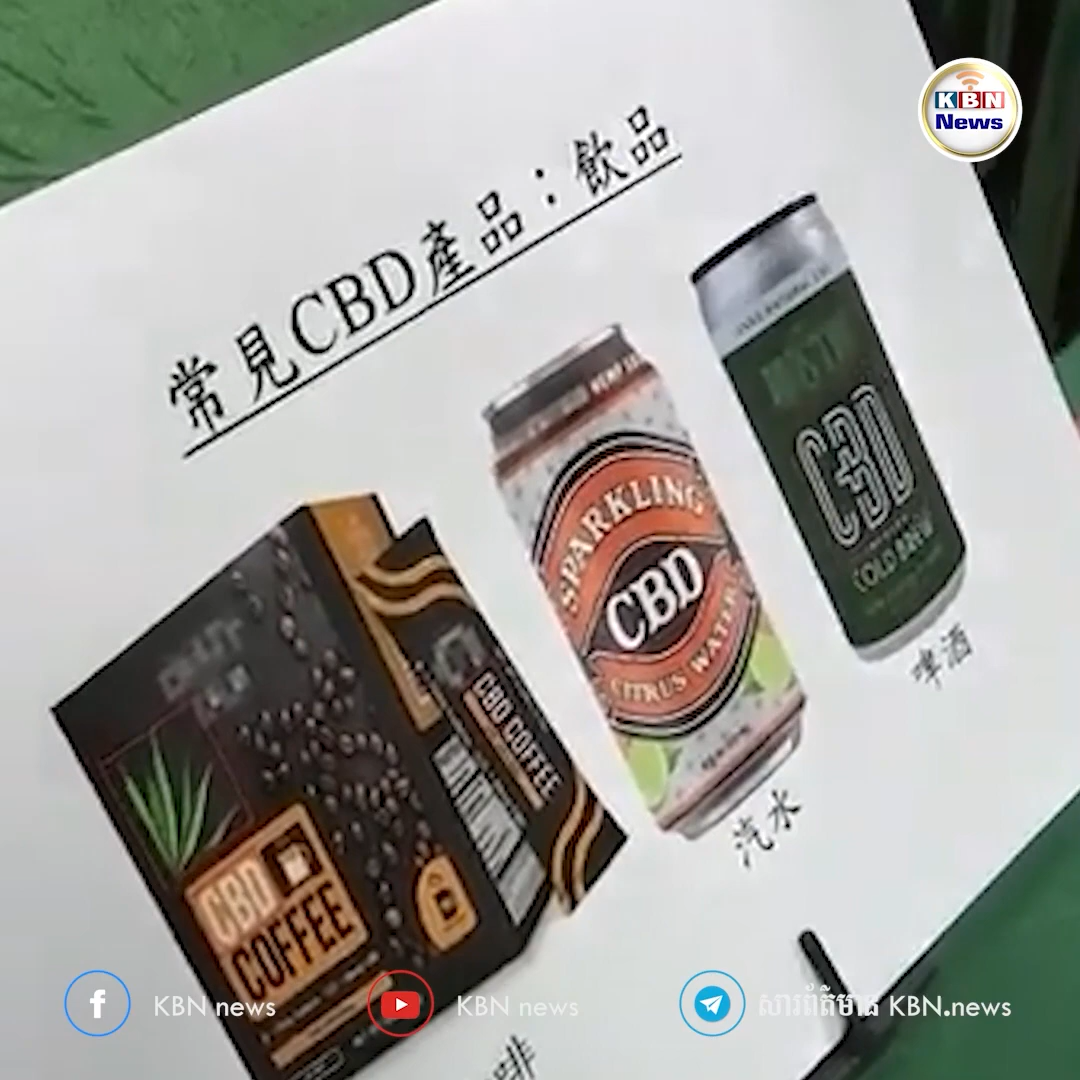 KBN
News
常見CBD產品：飲品
CBD
COLD BREW
啤酒
SPARKLING
CBD
CITRUS WATER
汽水
CBD COFFEE
CBD
COFFEE
啡
KBN news
KBN news
សារព័ត៌មាន KBN.news